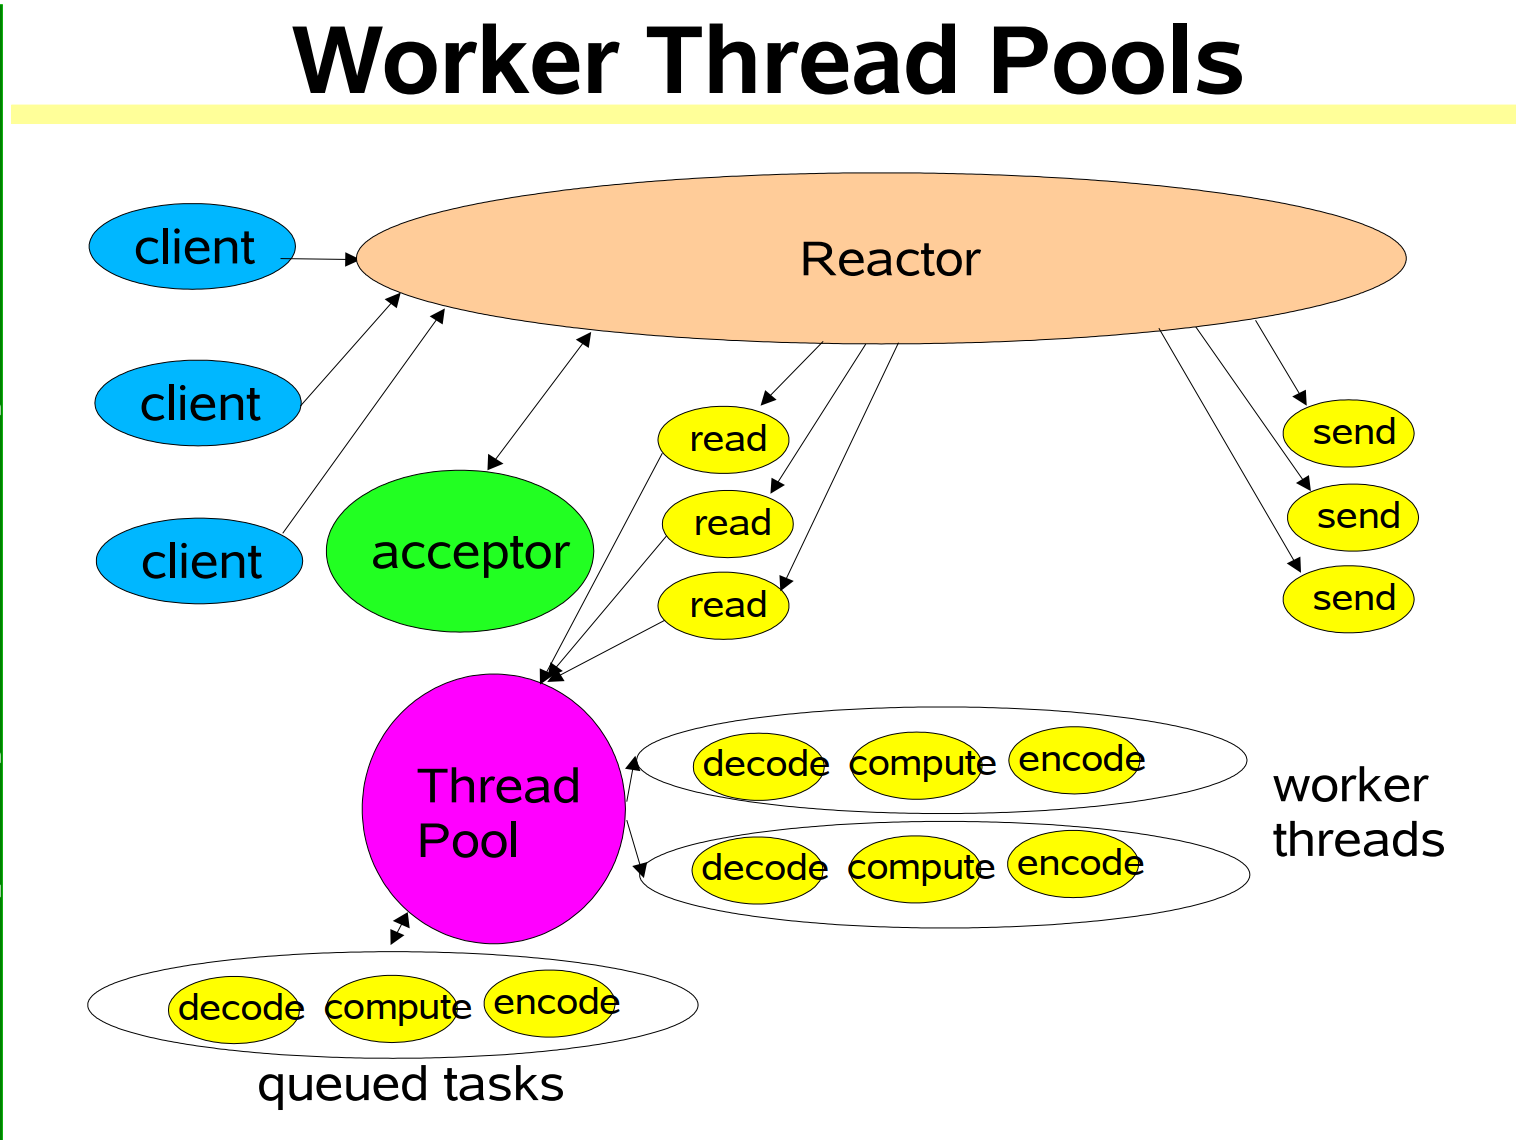 Worker Thread Pools
client
Reactor
client
client
acceptor
read
read
read
send
send
send
Thread
Pool
decode compute encode
decode compute encode
worker
threads
decode compute encode
queued tasks